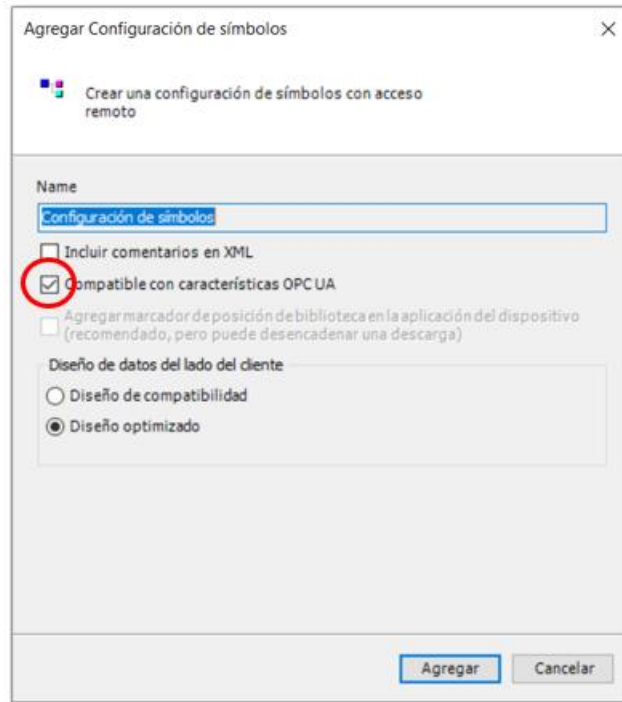 Agregar Configuración de símbolos
Crear una configuración de símbolos con acceso
remoto
Name
Configuración de símbolos
Incluir comentarios en XML
Compatible con características OPC UA
Agregar marcador de posición de biblioteca en la aplicación del dispositivo
(recomendado, pero puede desencadenar una descarga)
Diseño de datos del lado del cliente
Diseño de compatibilidad
Diseño optimizado
Agregar
Cancelar